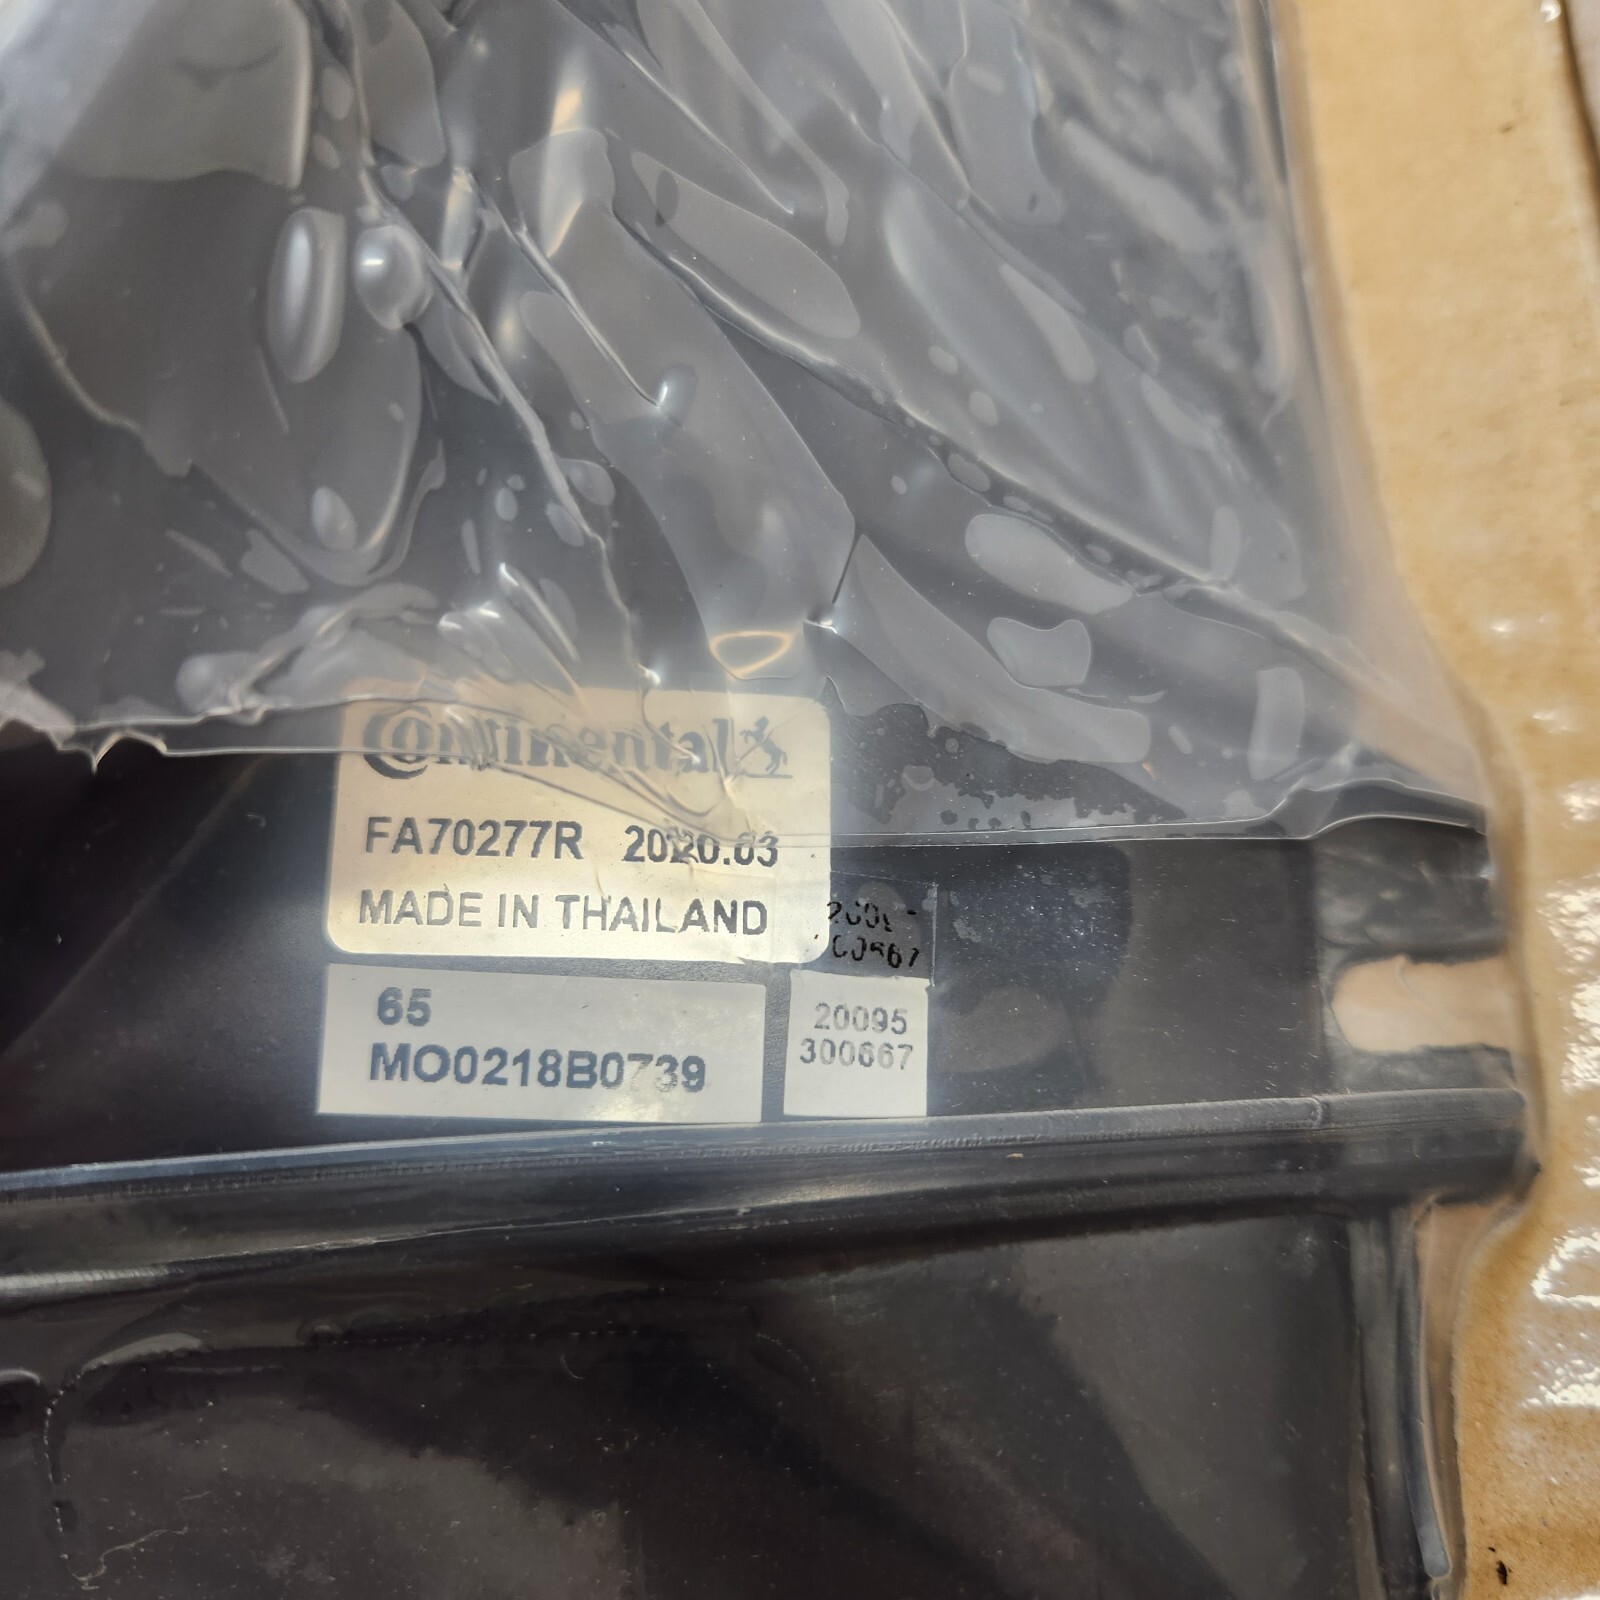 Continental
FA70277R 2020.03
MADE IN THAILAND
65
MO0218B0739
20095
300667